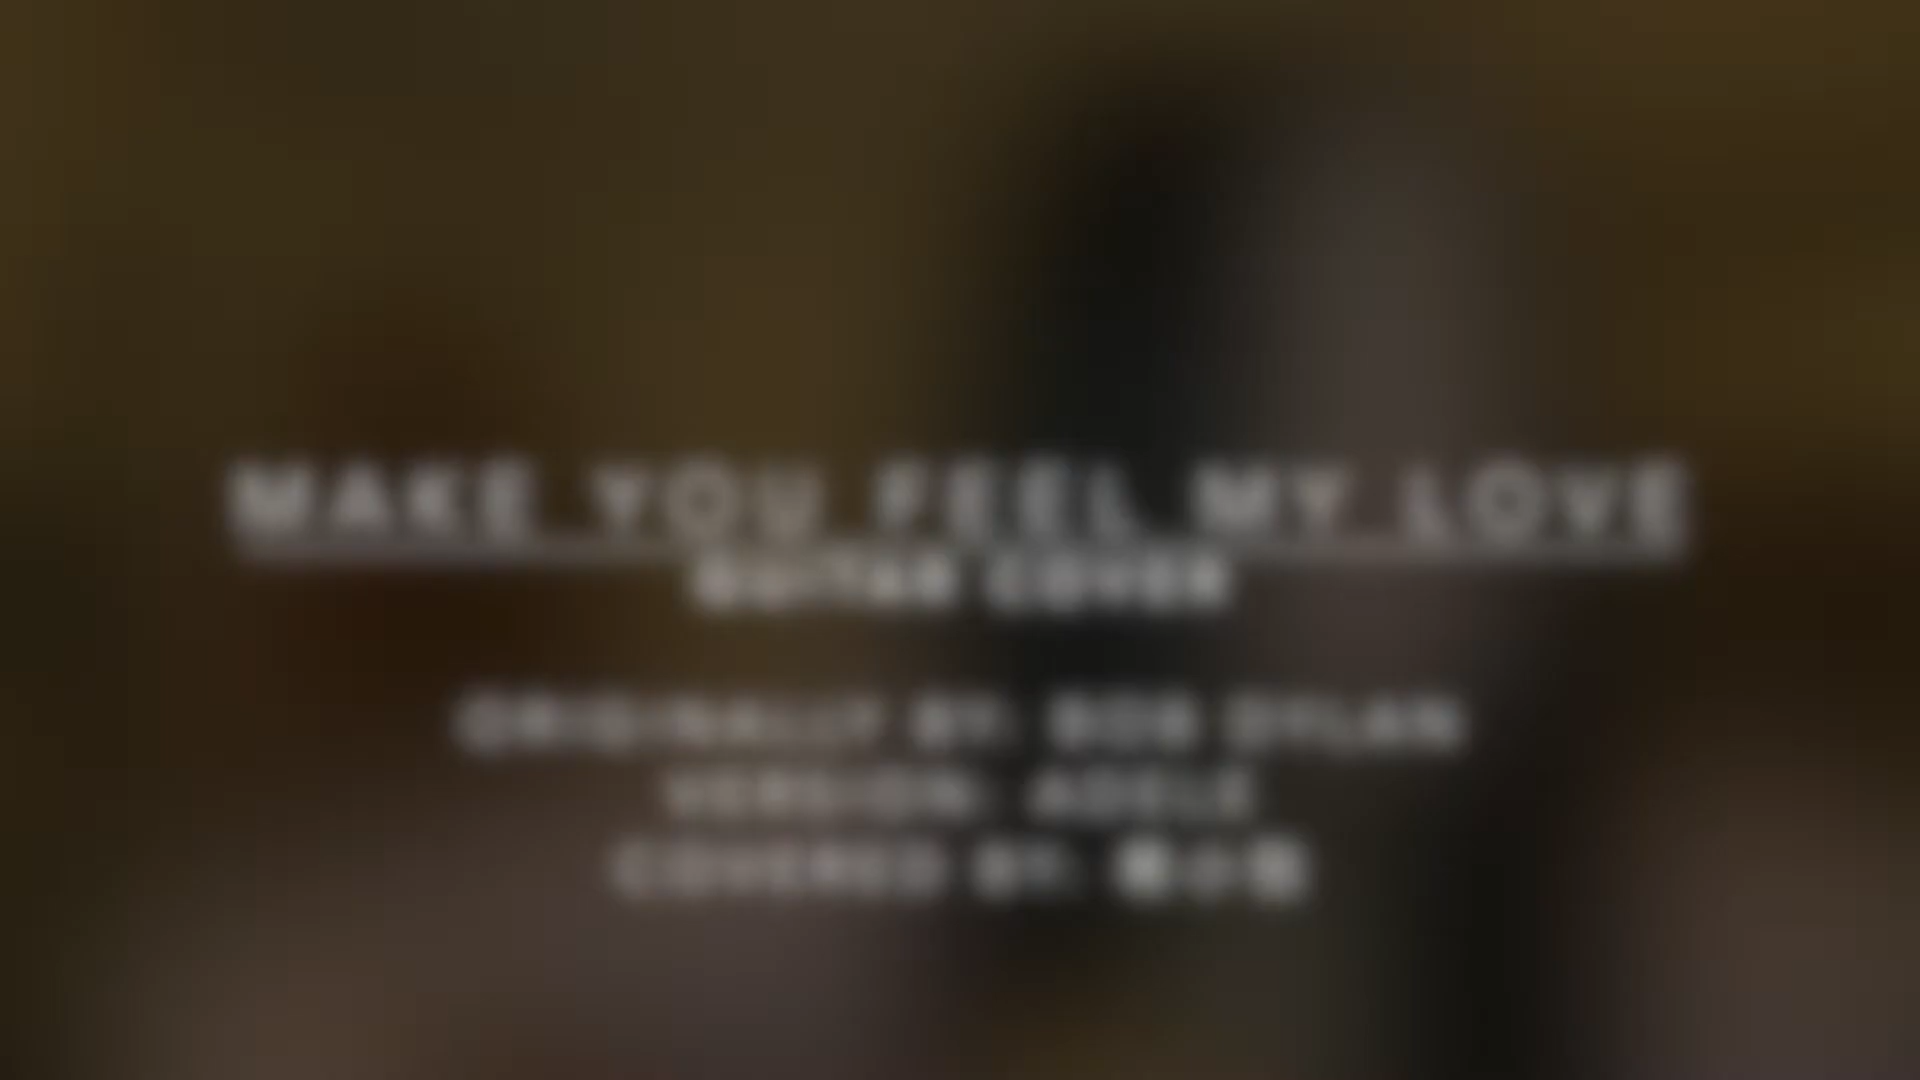 MAKE YOU FEEL MY LOVE
GUITAR COVER
ORIGINALLY BY: BOB DYLAN
VERSION: ADELE
COVERED BY: